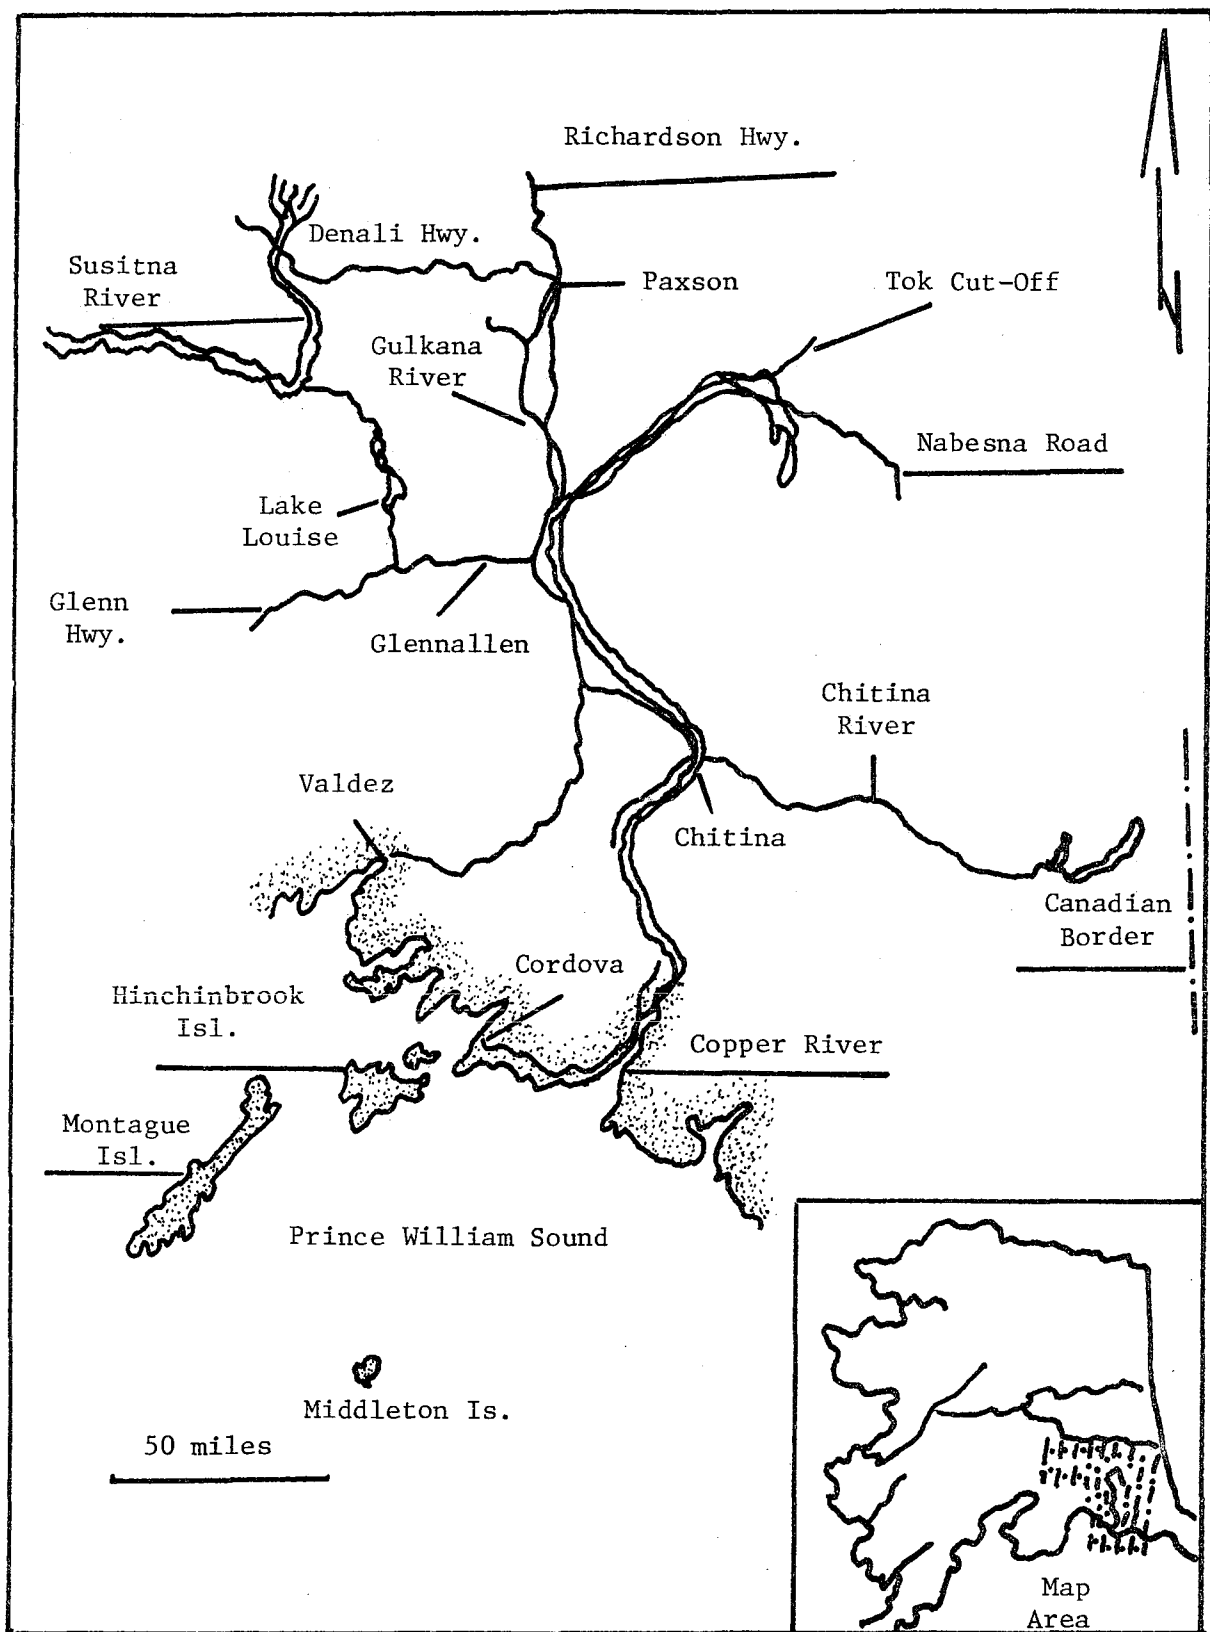 Richardson Hwy.
Denali Hwy.
Susitna
River
Paxson
Tok Cut-Off
Gulkana
River
Nabesna Road
Lake
Louise
Glenn
Hwy.
Glennallen
Chitina
River
Valdez
Chitina
Canadian
Border
Cordova
Hinchinbrook
Isl.
Copper River
Montague
Isl.
Prince William Sound
Middleton Is.
50 miles
Map
Area